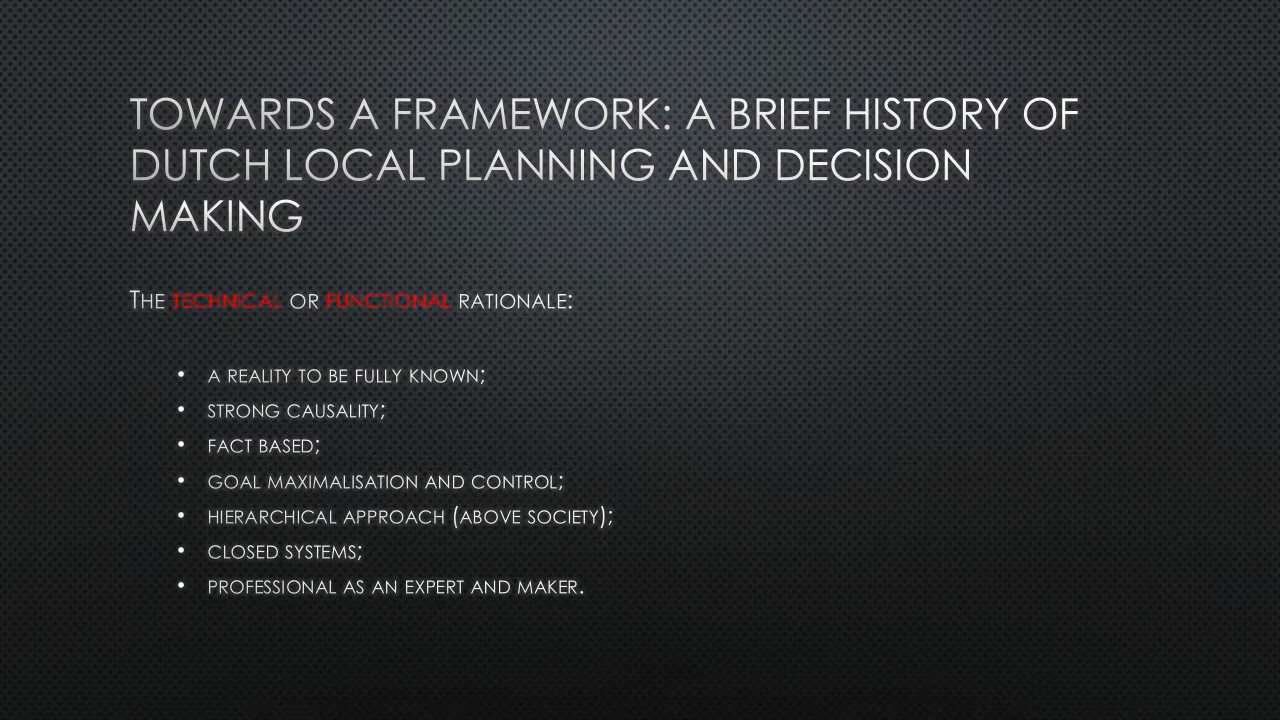 TOWARDS A FRAMEWORK: A BRIEF HISTORY OF
DUTCH LOCAL PLANNING AND DECISION
MAKING
THE TECHNICAL OR FUNCTIONAL RATIONALE:
• A REALITY TO BE FULLY KNOWN;
• STRONG CAUSALITY;
• FACT BASED;
• GOAL MAXIMALISATION AND CONTROL;
• HIERARCHICAL APPROACH (ABOVE SOCIETY);
• CLOSED SYSTEMS;
• PROFESSIONAL AS AN EXPERT AND MAKER.